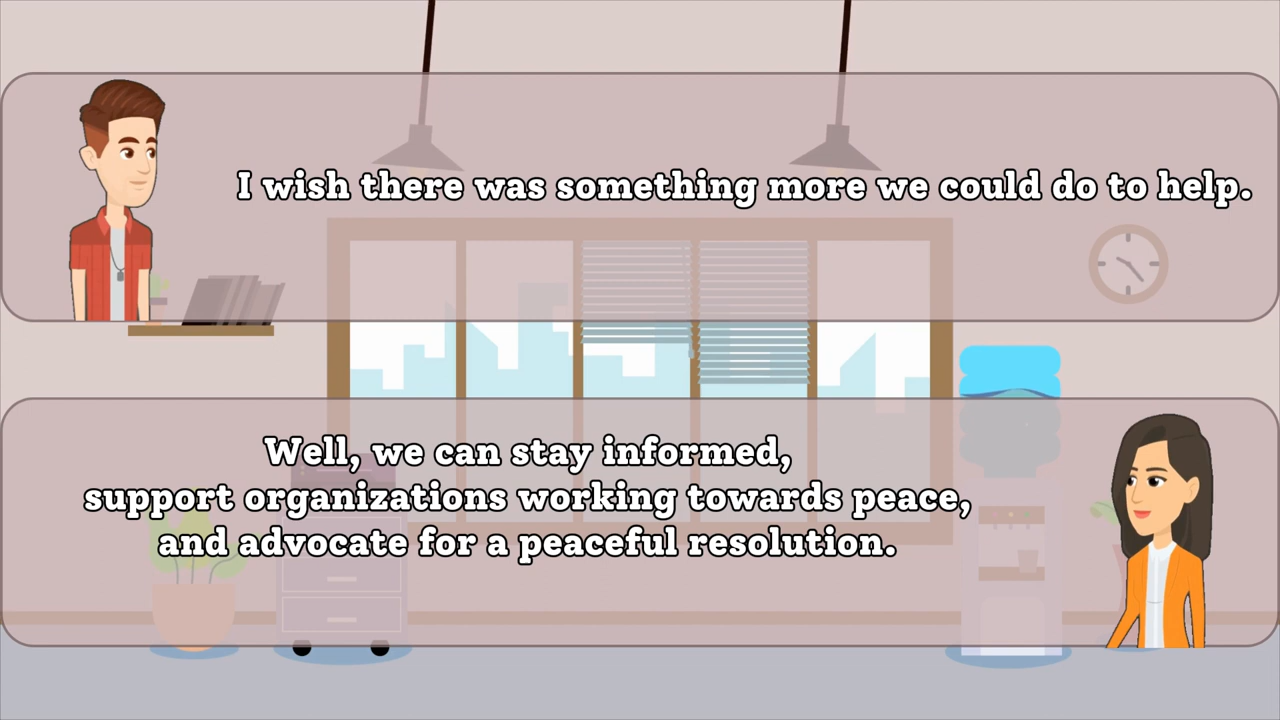 I wish there was something more we could do to help.
Well, we can stay informed,
support organizations working towards peace,
and advocate for a peaceful resolution.